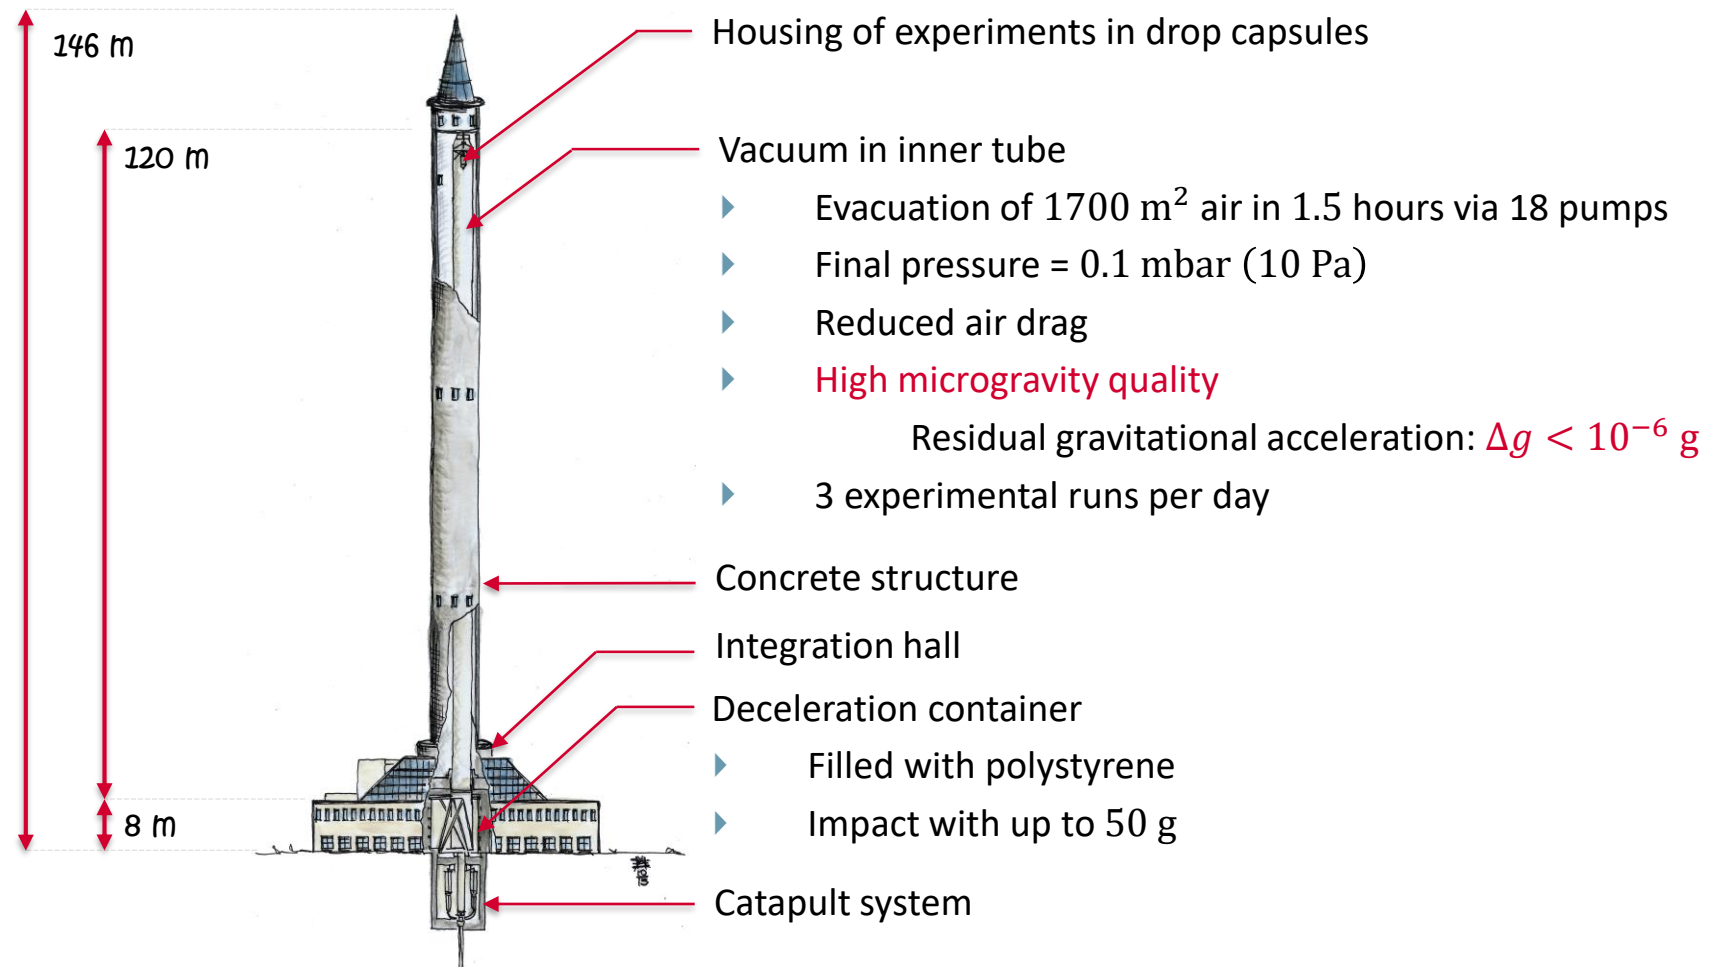 146 m
120 m
8 m
Housing of experiments in drop capsules
Vacuum in inner tube
Evacuation of 1700 m² air in 1.5 hours via 18 pumps
Final pressure = 0.1 mbar (10 Pa)
Reduced air drag
High microgravity quality
Residual gravitational acceleration: Δg < 10⁻⁶ g
3 experimental runs per day
Concrete structure
Integration hall
Deceleration container
Filled with polystyrene
Impact with up to 50 g
Catapult system